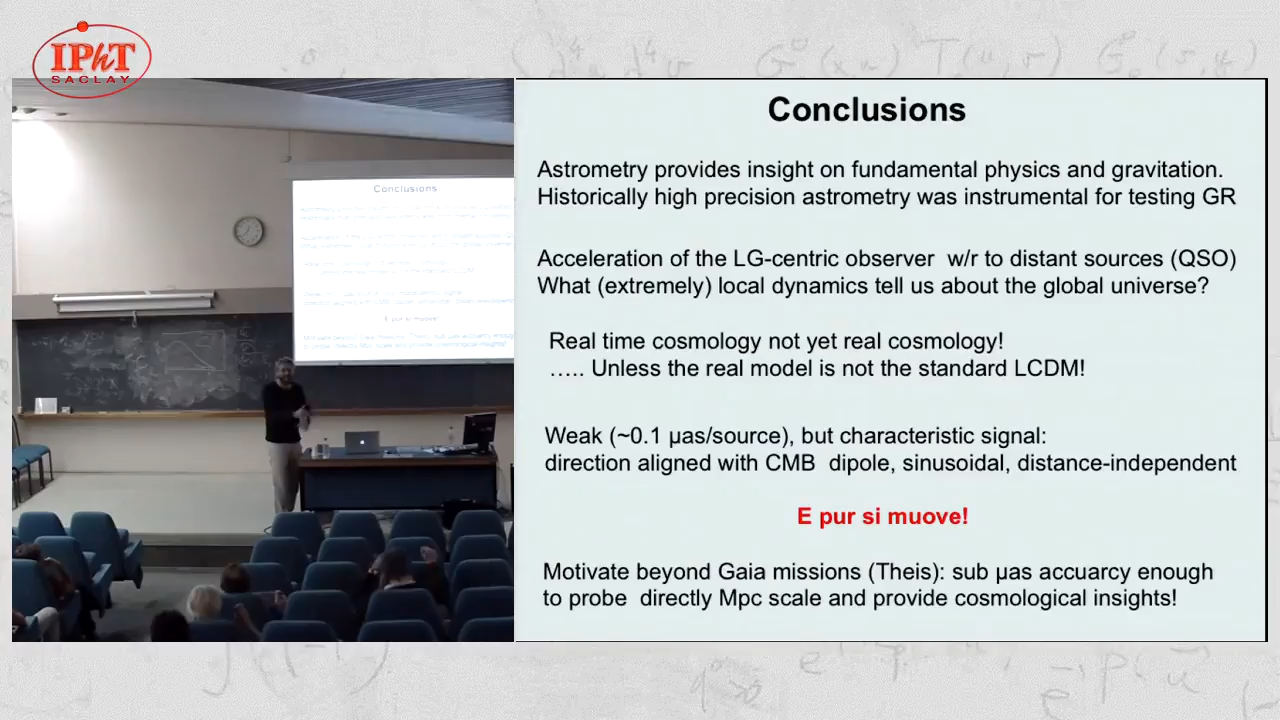 IPhT
SACLAY
Conclusions
Astrometry provides insight on fundamental physics and gravitation.
Historically high precision astrometry was instrumental for testing GR
Acceleration of the LG-centric observer w/r to distant sources (QSO)
What (extremely) local dynamics tell us about the global universe?
Real time cosmology not yet real cosmology!
….. Unless the real model is not the standard LCDM!
Weak (~0.1 μas/source), but characteristic signal:
direction aligned with CMB dipole, sinusoidal, distance-independent
E pur si muove!
Motivate beyond Gaia missions (Theis): sub μas accuarcy enough
to probe directly Mpc scale and provide cosmological insights!
Conclusions
E pur si muove!